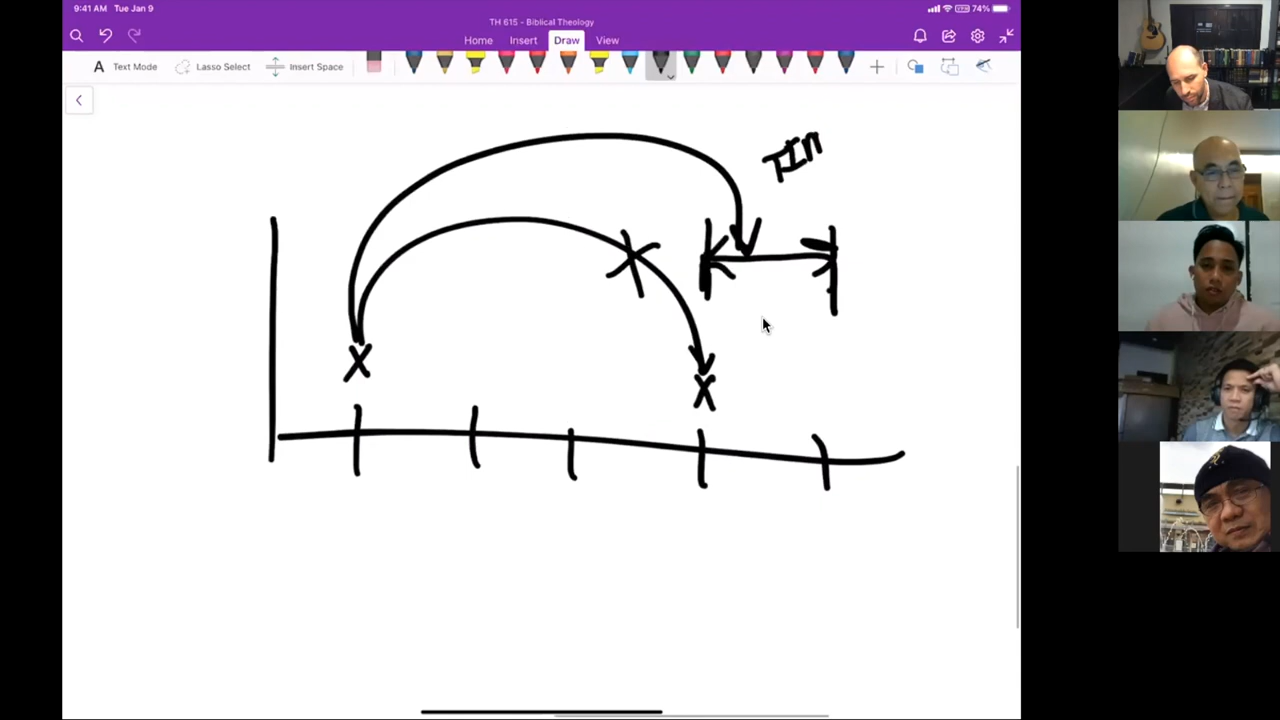 9:41 AM Tue Jan 9
74%
TH 615 - Biblical Theology
Home Insert Draw View
Text Mode Lasso Select Insert Space
TIM
X
X